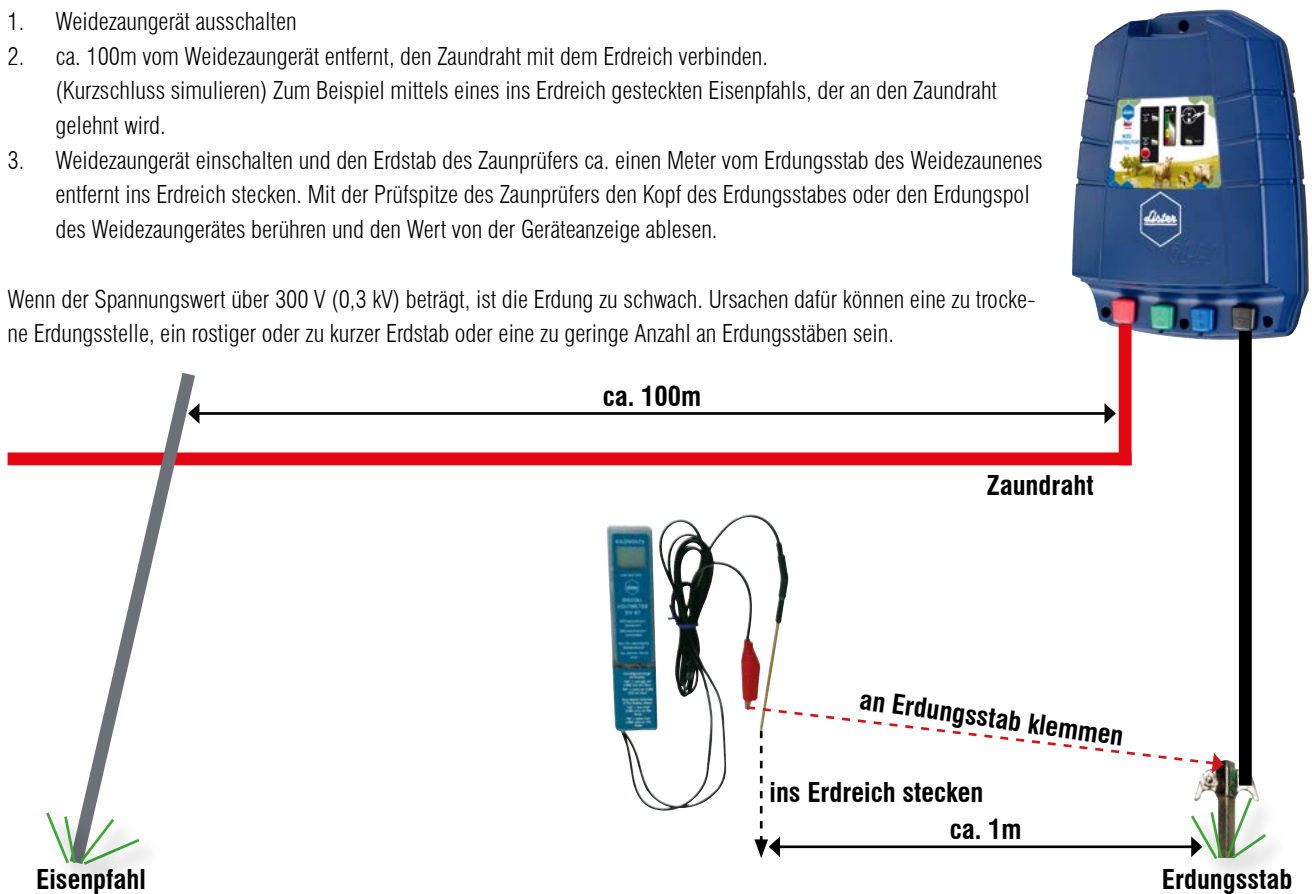 1. Weidezaungerät ausschalten
2. ca. 100m vom Weidezaungerät entfernt, den Zaundraht mit dem Erdreich verbinden.
(Kurzschluss simulieren) Zum Beispiel mittels eines ins Erdreich gesteckten Eisenpfahls, der an den Zaundraht
gelehnt wird.
3. Weidezaungerät einschalten und den Erdstab des Zaunprüfers ca. einen Meter vom Erdungsstab des Weidezaunenes
entfernt ins Erdreich stecken. Mit der Prüfspitze des Zaunprüfers den Kopf des Erdungsstabes oder den Erdungspol
des Weidezaungerätes berühren und den Wert von der Geräteanzeige ablesen.
Wenn der Spannungswert über 300 V (0,3 kV) beträgt, ist die Erdung zu schwach. Ursachen dafür können eine zu trocke-
ne Erdungsstelle, ein rostiger oder zu kurzer Erdstab oder eine zu geringe Anzahl an Erdungsstäben sein.
Lister
ca. 100m
Zaundraht
KILOVOLTS
DIGITAL
VOLTMETER
an Erdungsstab klemmen
ins Erdreich stecken
ca. 1m
Eisenpfahl
Erdungsstab